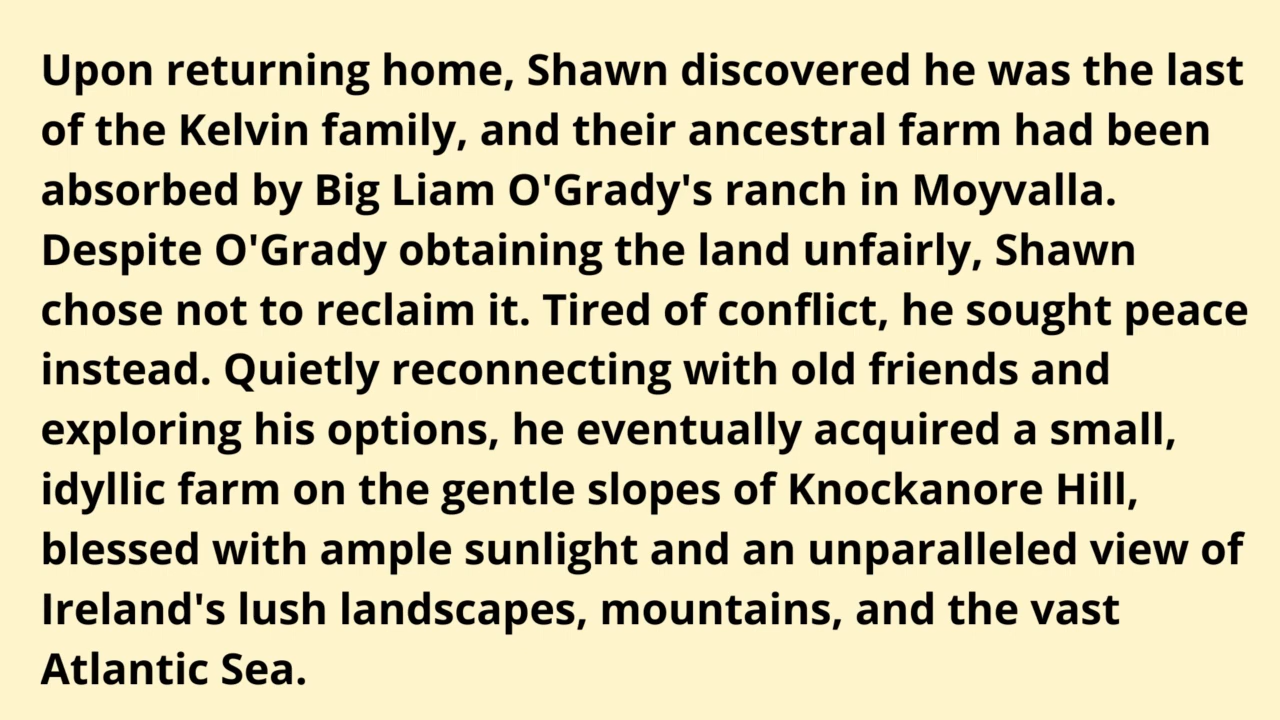 Upon returning home, Shawn discovered he was the last
of the Kelvin family, and their ancestral farm had been
absorbed by Big Liam O'Grady's ranch in Moyvalla.
Despite O'Grady obtaining the land unfairly, Shawn
chose not to reclaim it. Tired of conflict, he sought peace
instead. Quietly reconnecting with old friends and
exploring his options, he eventually acquired a small,
idyllic farm on the gentle slopes of Knockanore Hill,
blessed with ample sunlight and an unparalleled view of
Ireland's lush landscapes, mountains, and the vast
Atlantic Sea.